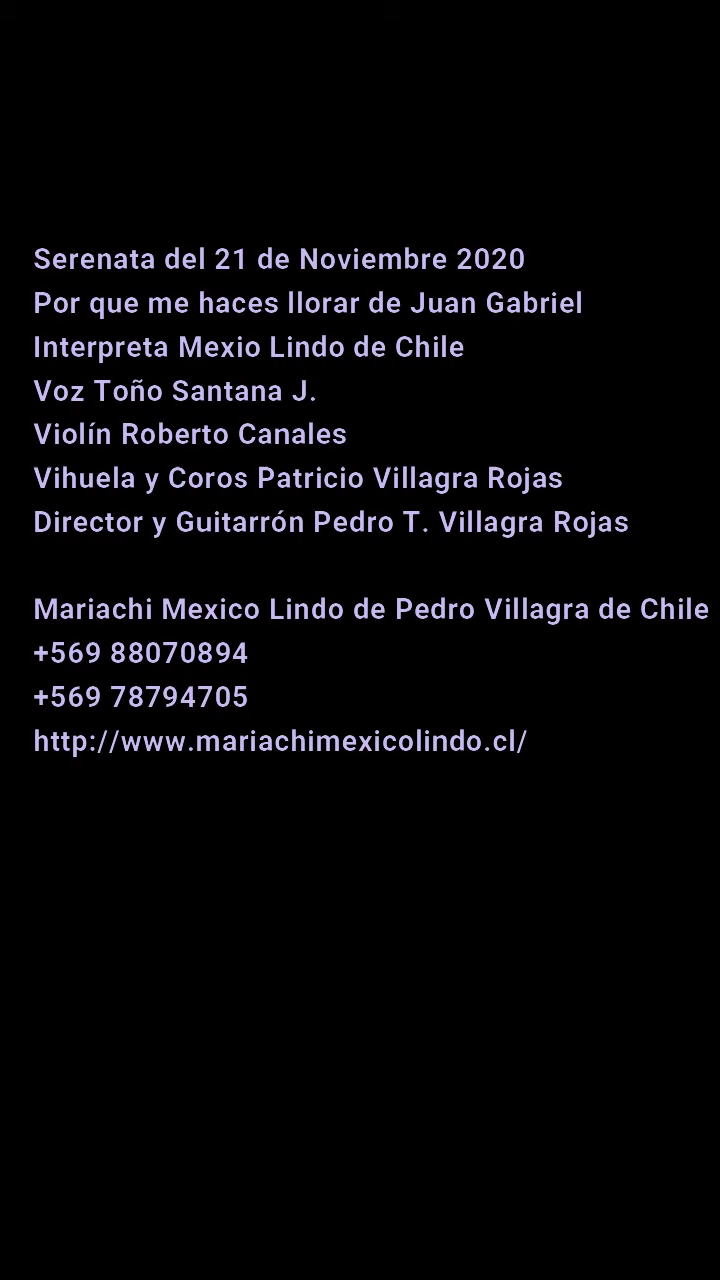 Serenata del 21 de Noviembre 2020
Por que me haces llorar de Juan Gabriel
Interpreta Mexio Lindo de Chile
Voz Toño Santana J.
Violín Roberto Canales
Vihuela y Coros Patricio Villagra Rojas
Director y Guitarrón Pedro T. Villagra Rojas
Mariachi Mexico Lindo de Pedro Villagra de Chile
+569 88070894
+569 78794705
http://www.mariachimexicolindo.cl/